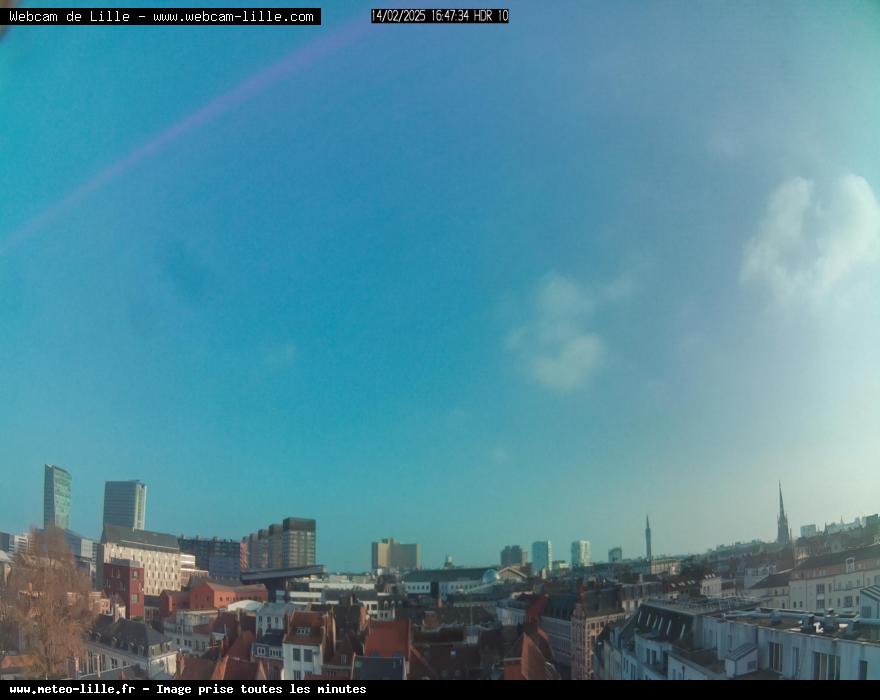 Webcam de Lille - www.webcam-lille.com
14/02/2025 16:47:34 HDR 10
www.meteo-lille.fr - Image prise toutes les minutes